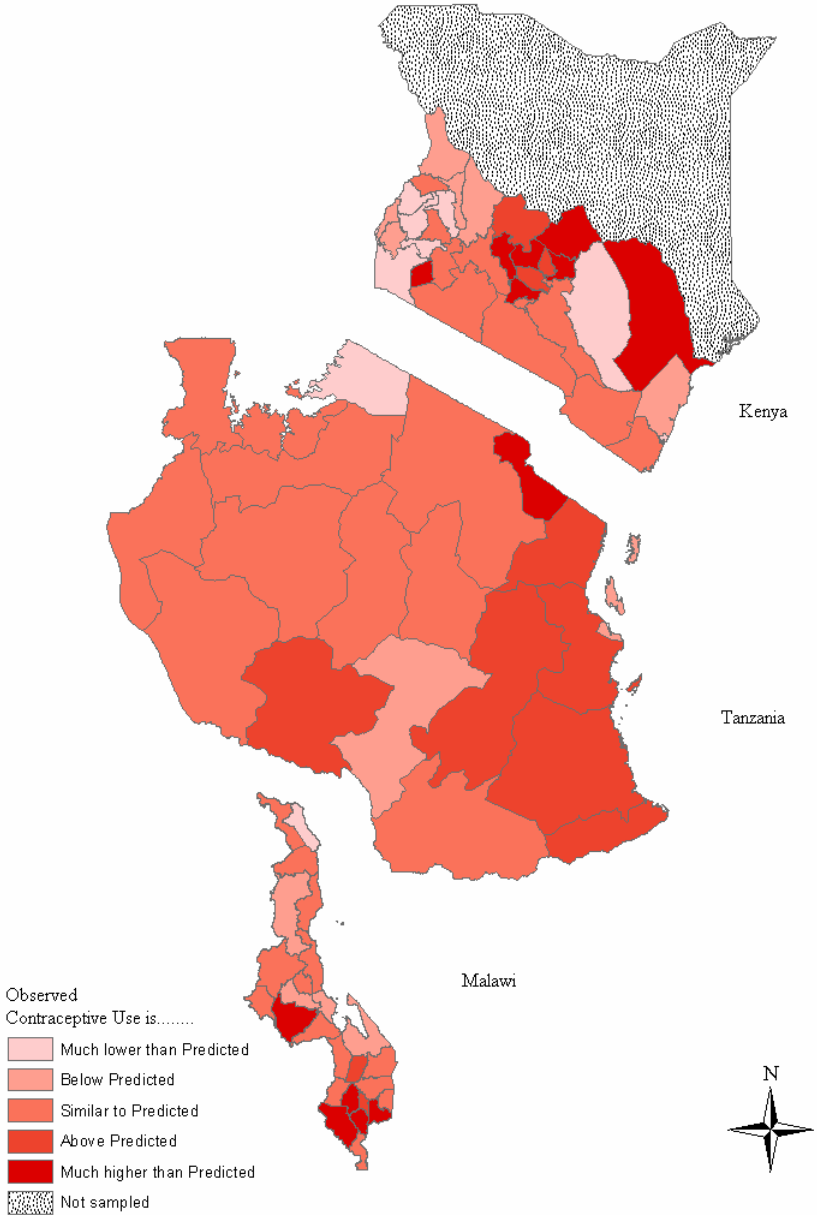 Kenya
Tanzania
Malawi
Observed
Contraceptive Use is........
Much lower than Predicted
Below Predicted
Similar to Predicted
Above Predicted
Much higher than Predicted
Not sampled
N